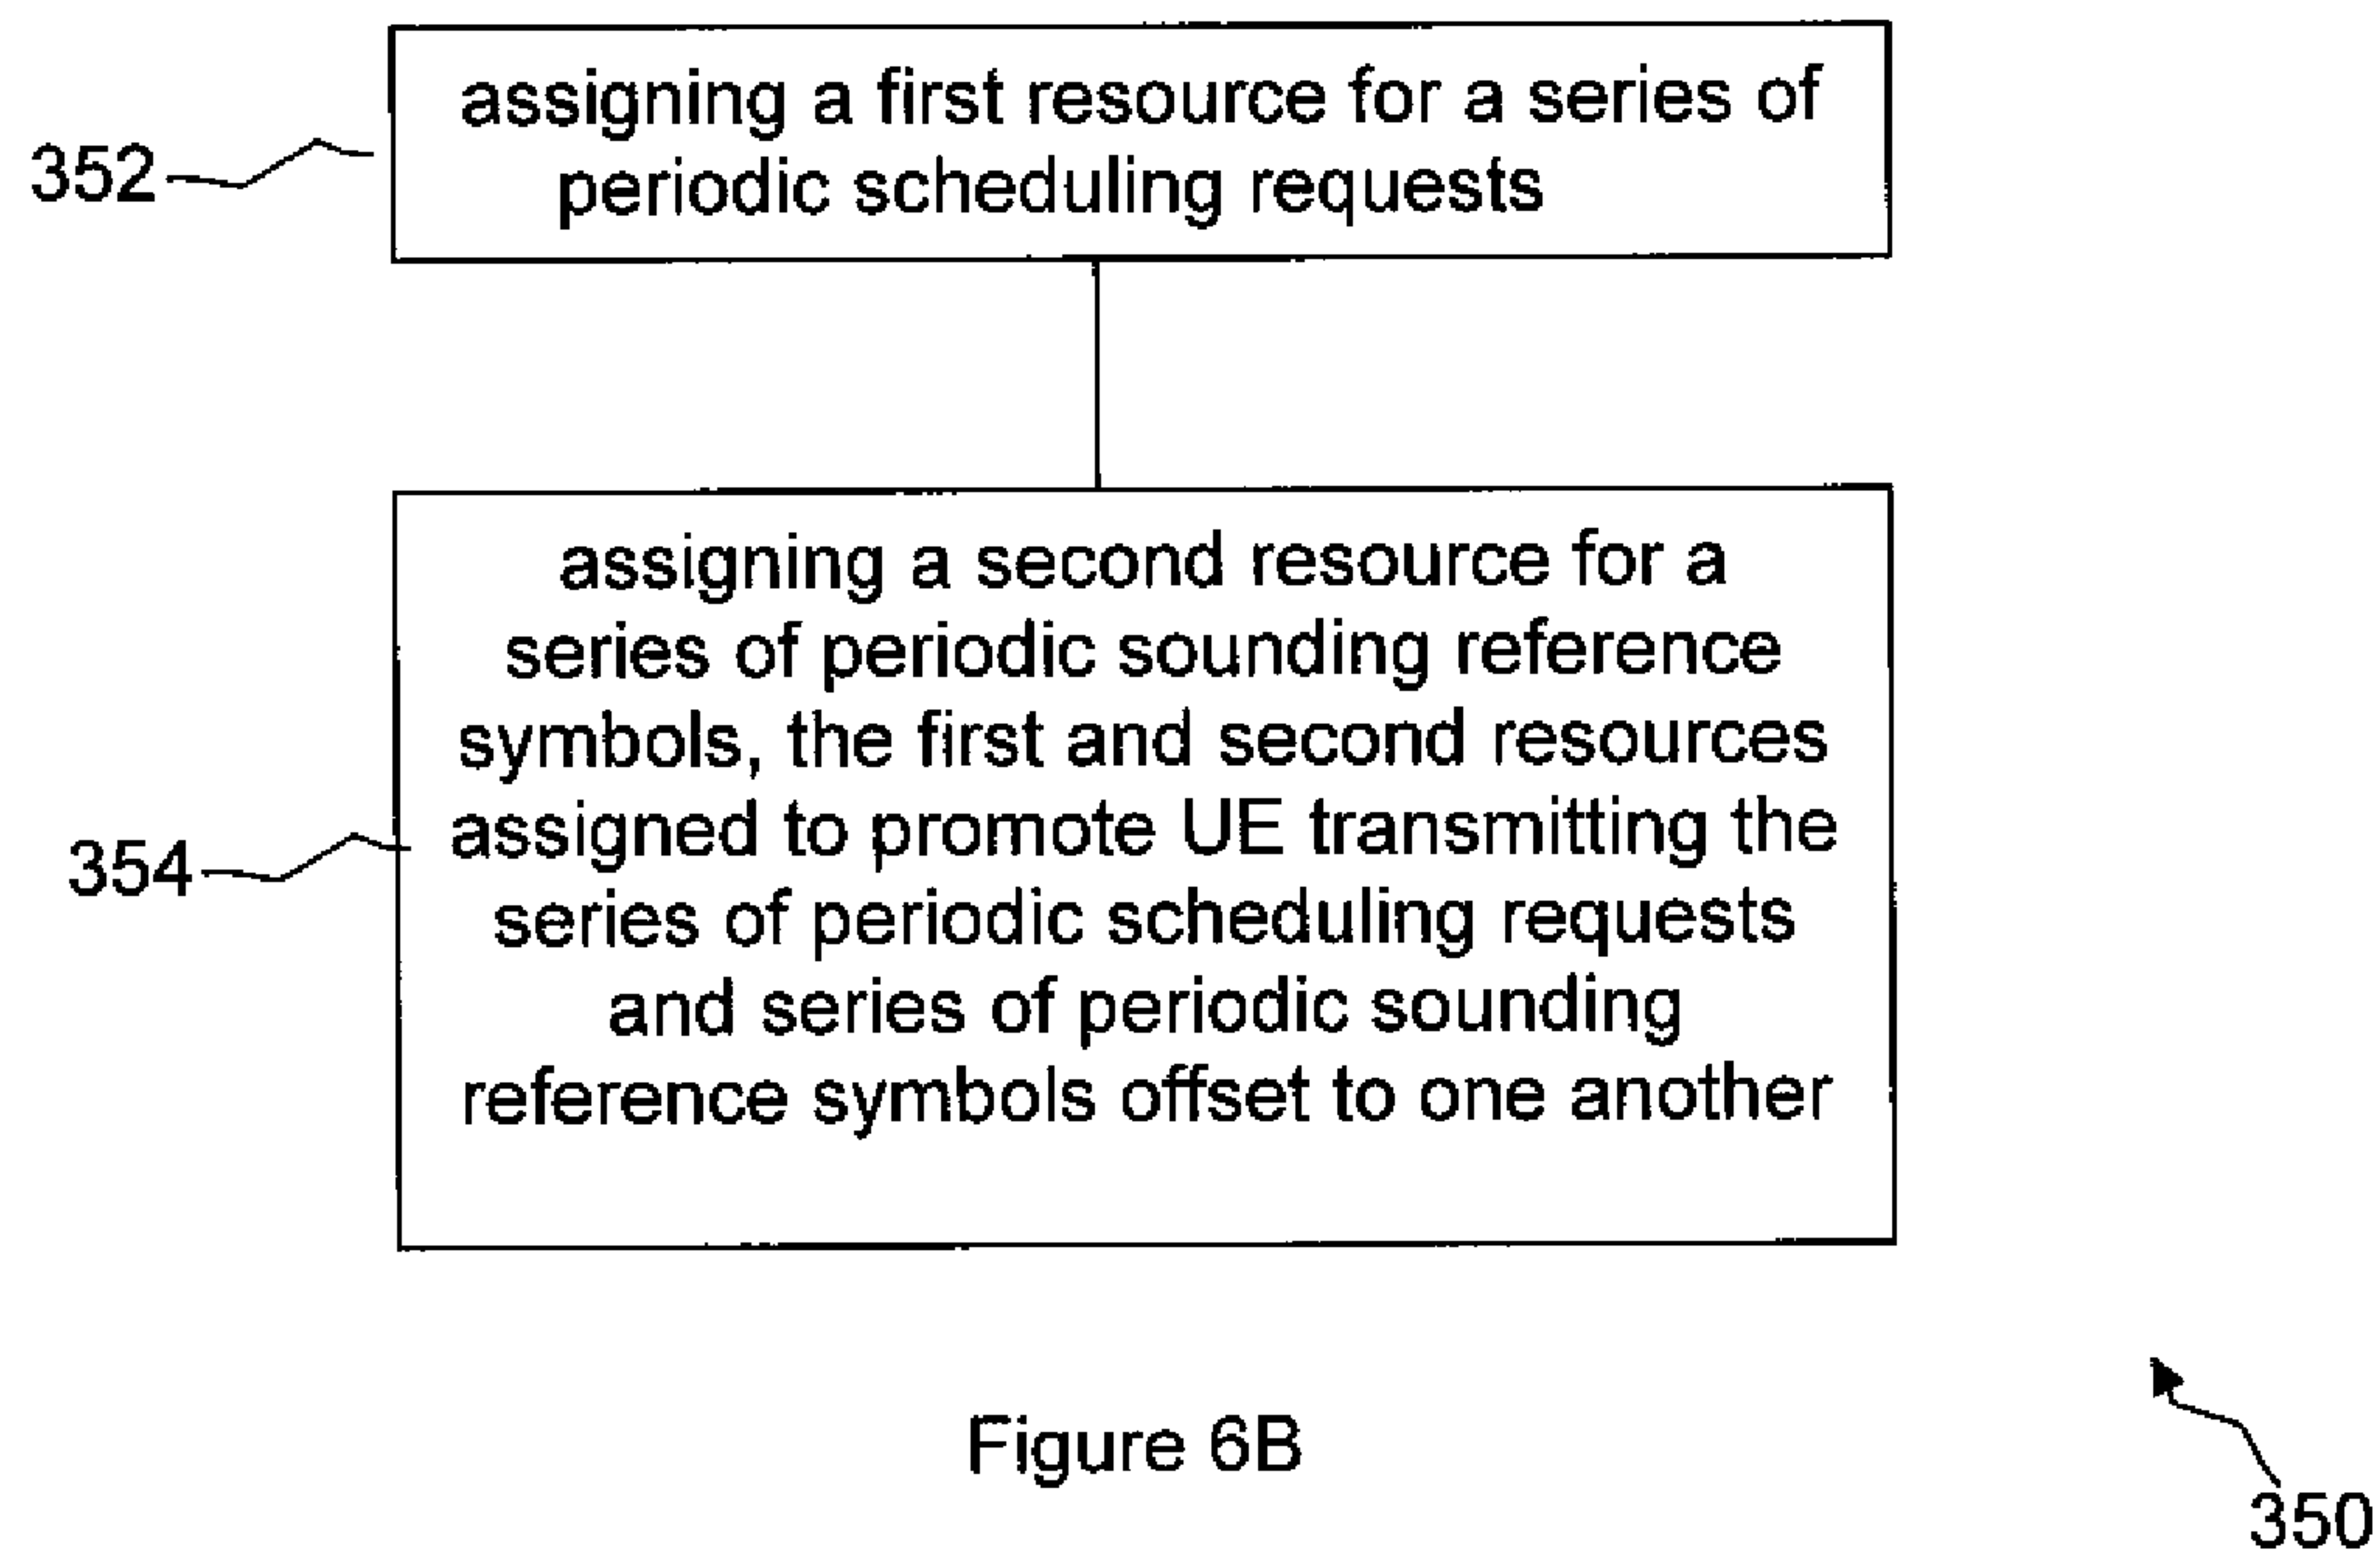 assigning a first resource for a series of
periodic scheduling requests
352
assigning a second resource for a
series of periodic sounding reference
symbols, the first and second resources
assigned to promote UE transmitting the
series of periodic scheduling requests
and series of periodic sounding
reference symbols offset to one another
354
Figure 6B
350